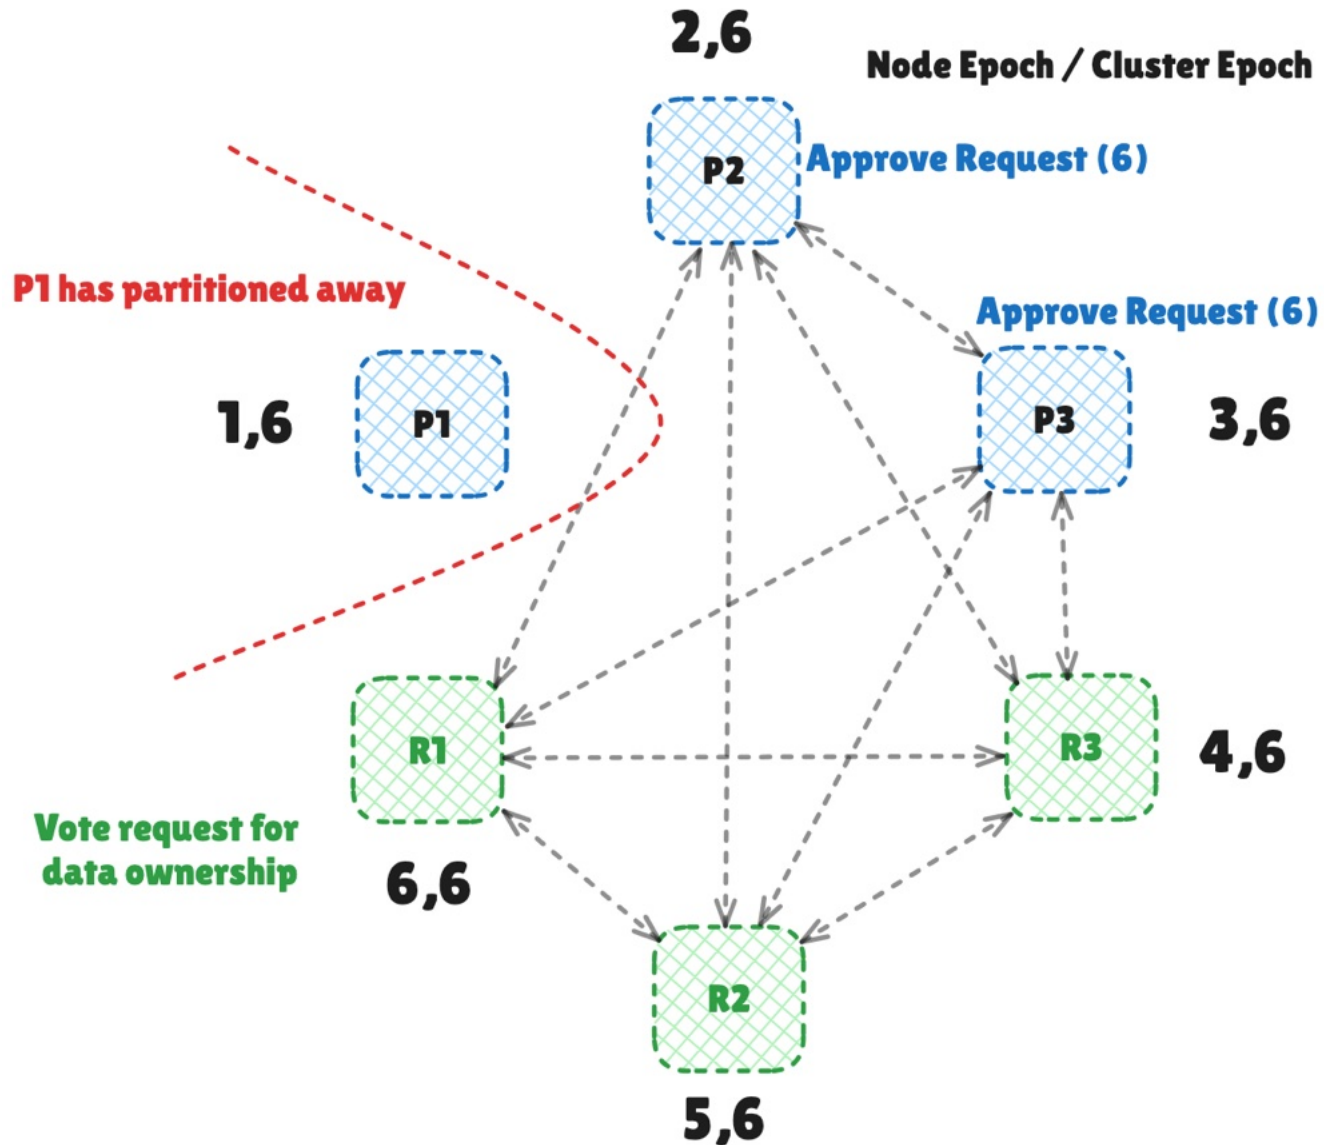 2,6
Node Epoch / Cluster Epoch
P2
Approve Request (6)
P1 has partitioned away
Approve Request (6)
1,6
P1
P3
3,6
R1
R3
4,6
Vote request for
data ownership
6,6
R2
5,6